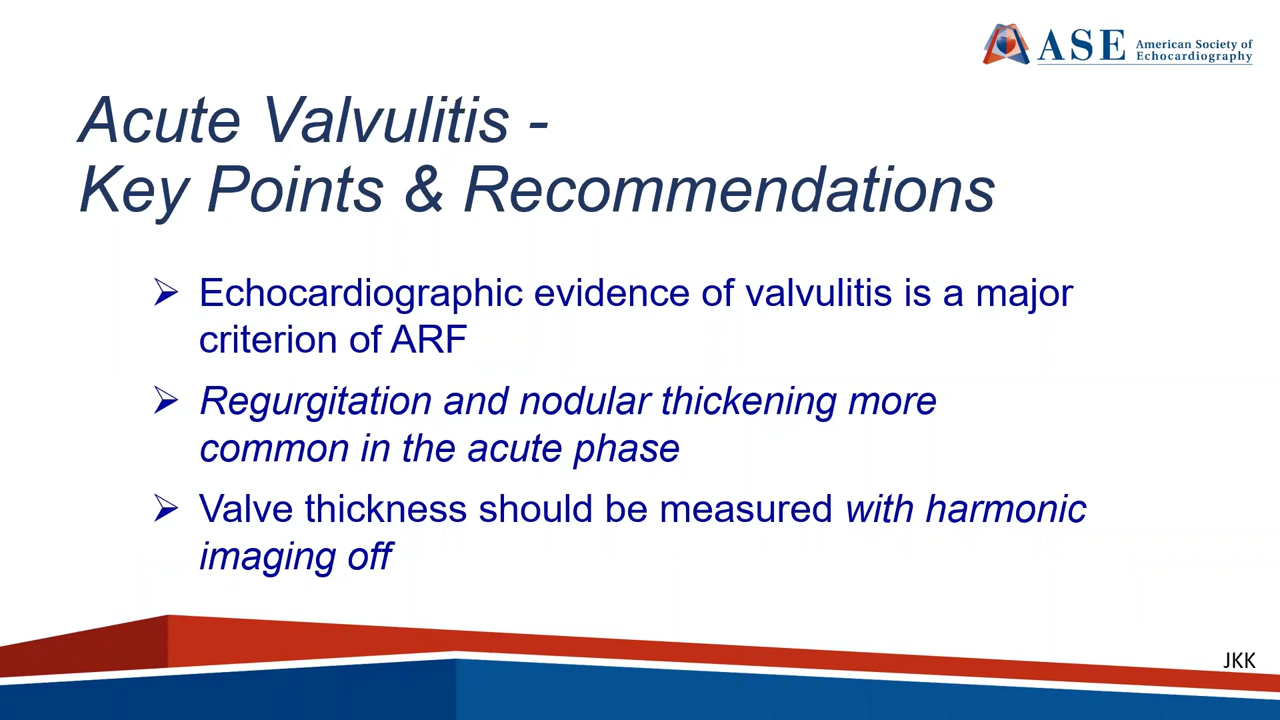 ASE American Society of
Echocardiography
Acute Valvulitis -
Key Points & Recommendations
➢ Echocardiographic evidence of valvulitis is a major
criterion of ARF
➢ Regurgitation and nodular thickening more
common in the acute phase
➢ Valve thickness should be measured with harmonic
imaging off
JKK